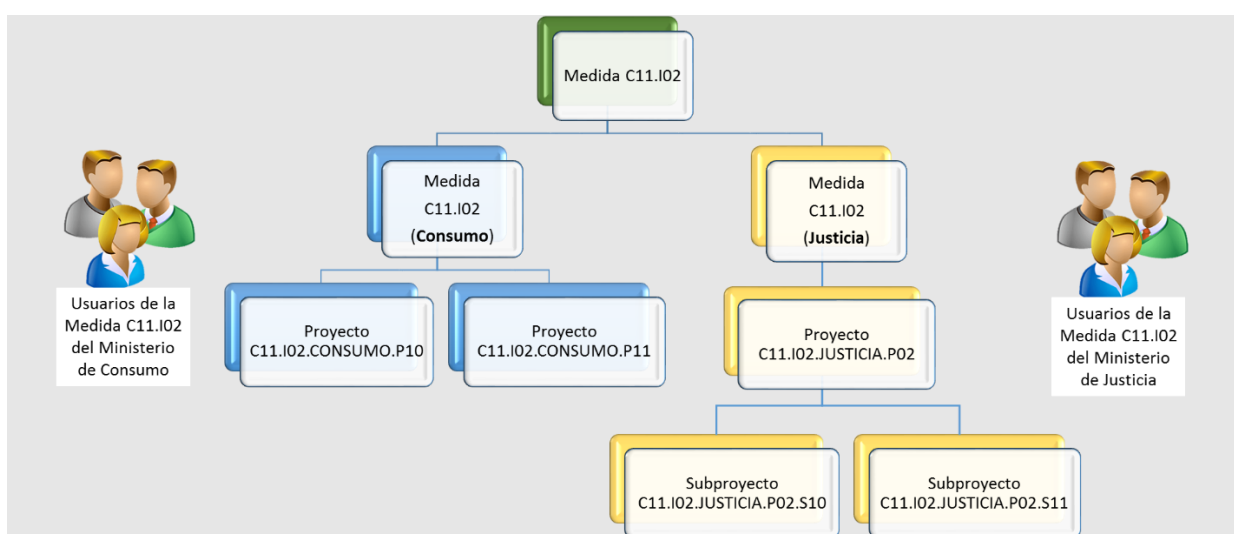 Medida C11.I02
Medida
C11.I02
(Consumo)
Medida
C11.I02
(Justicia)
Usuarios de la
Medida C11.I02
del Ministerio
de Consumo
Proyecto
C11.I02.CONSUMO.P10
Proyecto
C11.I02.CONSUMO.P11
Proyecto
C11.I02.JUSTICIA.P02
Usuarios de la
Medida C11.I02
del Ministerio
de Justicia
Subproyecto
C11.I02.JUSTICIA.P02.S10
Subproyecto
C11.I02.JUSTICIA.P02.S11